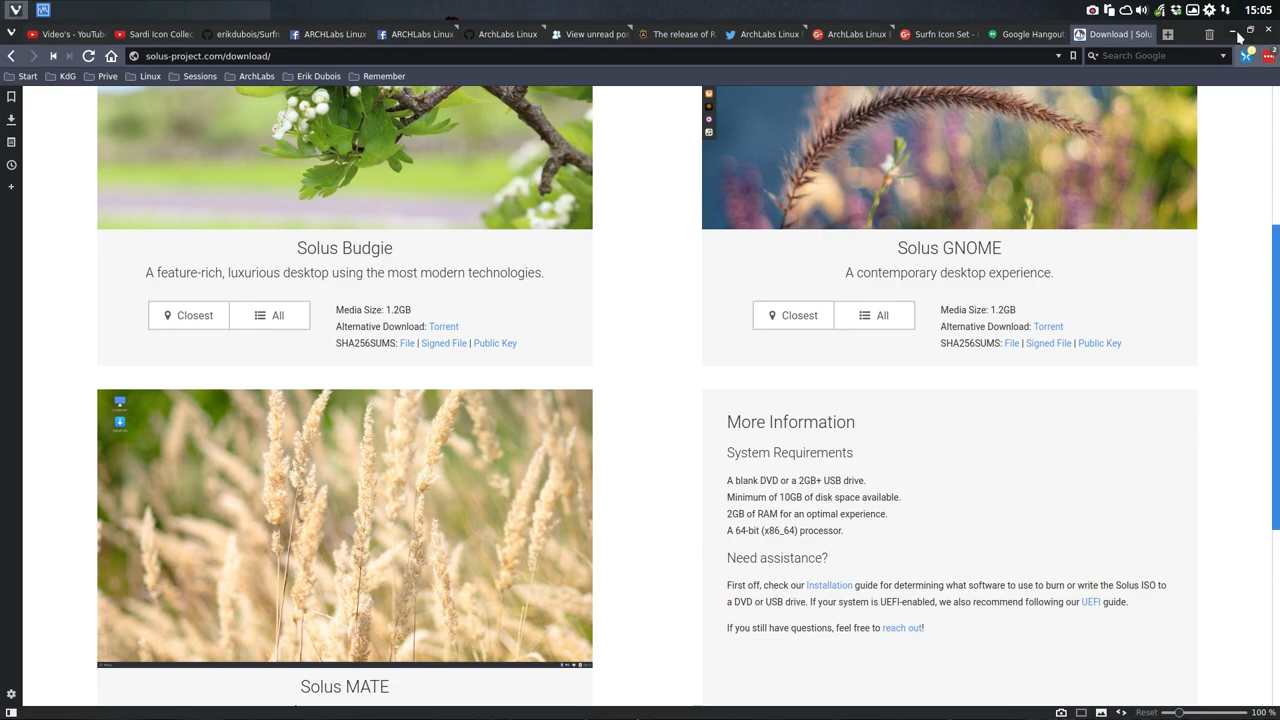 15:05
Video's - YouTube
Sardi Icon Collec
erikdubois/Surfn
ARCHLabs Linux
ARCHLabs Linux
ArchLabs Linux
View unread pos
The release of R
ArchLabs Linux
ArchLabs Linux
Surfn Icon Set -
Google Hangout
Download | Solu
solus-project.com/download/
Search Google
2
Start
KdG
Prive
Linux
Sessions
ArchLabs
Erik Dubois
Remember
Solus Budgie
A feature-rich, luxurious desktop using the most modern technologies.
Closest
All
Media Size: 1.2GB
Alternative Download: Torrent
SHA256SUMS: File | Signed File | Public Key
Solus GNOME
A contemporary desktop experience.
Closest
All
Media Size: 1.2GB
Alternative Download: Torrent
SHA256SUMS: File | Signed File | Public Key
Solus MATE
More Information
System Requirements
A blank DVD or a 2GB+ USB drive.
Minimum of 10GB of disk space available.
2GB of RAM for an optimal experience.
A 64-bit (x86_64) processor.
Need assistance?
First off, check our Installation guide for determining what software to use to burn or write the Solus ISO to
a DVD or USB drive. If your system is UEFI-enabled, we also recommend following our UEFI guide.
If you still have questions, feel free to reach out!
Reset
100 %